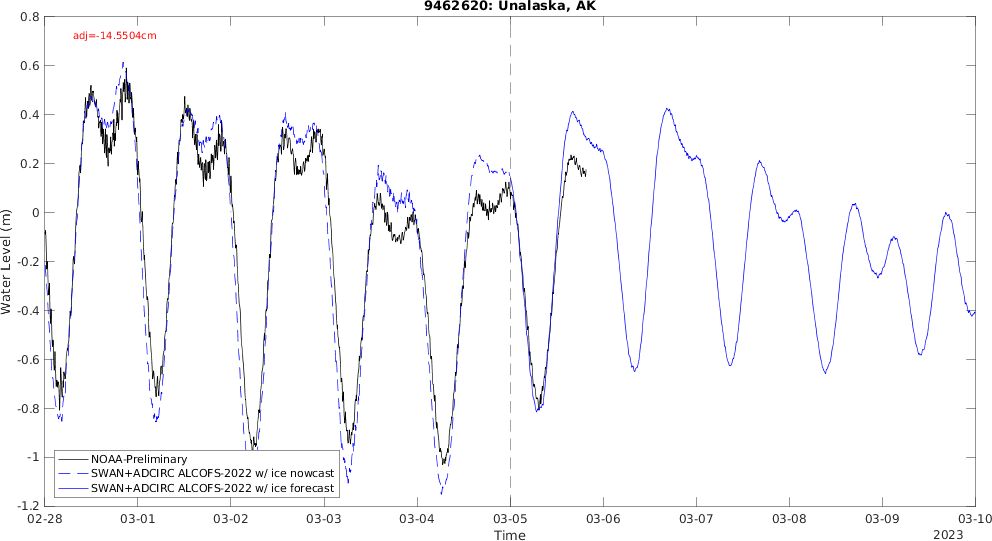 9462620: Unalaska, AK
adj=-14.5504cm
0.8
0.6
0.4
0.2
0
-0.2
-0.4
-0.6
-0.8
-1
-1.2
Water Level (m)
NOAA-Preliminary
SWAN+ADCIRC ALCOFS-2022 w/ ice nowcast
SWAN+ADCIRC ALCOFS-2022 w/ ice forecast
02-28 03-01 03-02 03-03 03-04 03-05 03-06 03-07 03-08 03-09 03-10
Time
2023